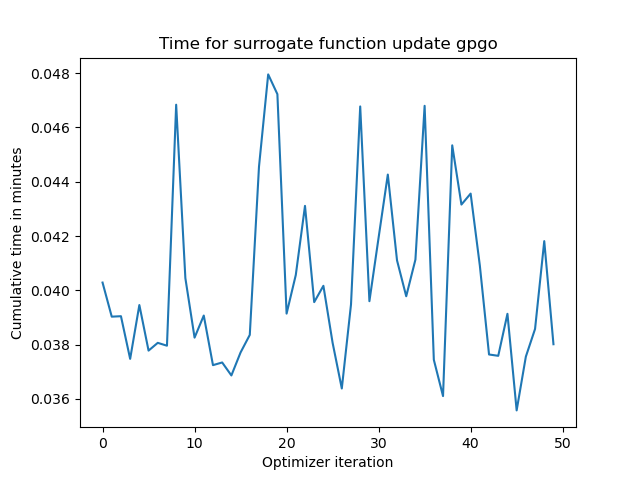 Time for surrogate function update gpgo
0.048
0.046
0.044
0.042
0.040
0.038
0.036
Cumulative time in minutes
0 10 20 30 40 50
Optimizer iteration